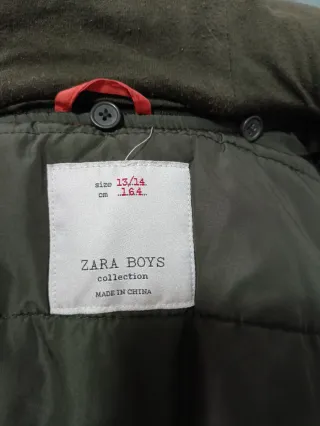 size 13/14
cm 164
ZARA BOYS
collection
MADE IN CHINA